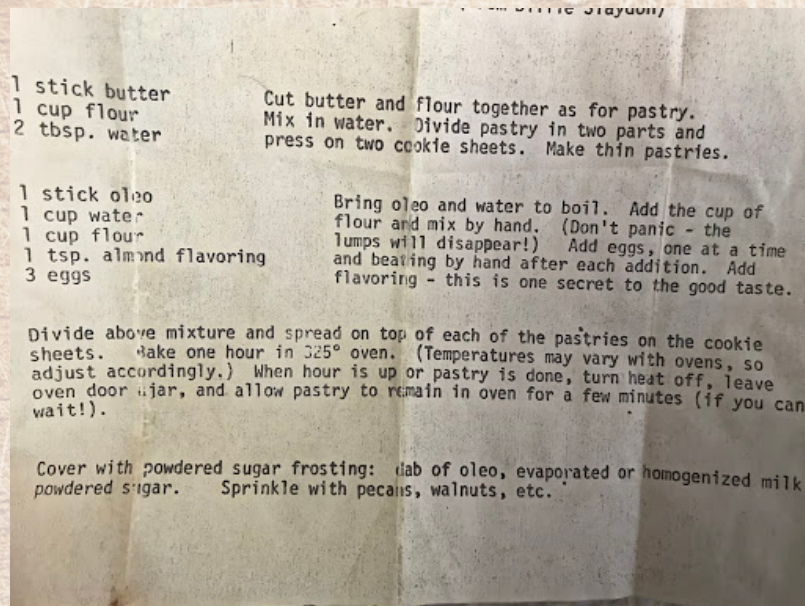 1 stick butter
1 cup flour
2 tbsp. water
Cut butter and flour together as for pastry.
Mix in water. Divide pastry in two parts and
press on two cookie sheets. Make thin pastries.
1 stick oleo
1 cup water
1 cup flour
1 tsp. almond flavoring
3 eggs
Bring oleo and water to boil. Add the cup of
flour and mix by hand. (Don't panic - the
lumps will disappear!) Add eggs, one at a time
and beating by hand after each addition. Add
flavoring - this is one secret to the good taste.
Divide above mixture and spread on top of each of the pastries on the cookie
sheets. Bake one hour in 325° oven. (Temperatures may vary with ovens, so
adjust accordingly.) When hour is up or pastry is done, turn heat off, leave
oven door ajar, and allow pastry to remain in oven for a few minutes (if you can
wait!).
Cover with powdered sugar frosting: dab of oleo, evaporated or homogenized milk
powdered sugar. Sprinkle with pecans, walnuts, etc.